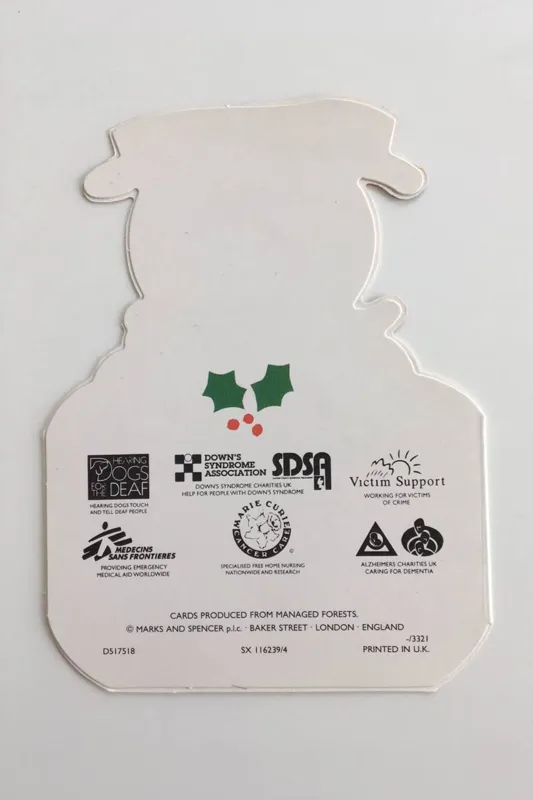 HEARING
DOGS
FOR THE
DEAF
HEARING DOGS TOUCH
AND TELL DEAF PEOPLE
DOWN'S
SYNDROME
ASSOCIATION
SDSA
DOWN'S SYNDROME CHARITIES UK
HELP FOR PEOPLE WITH DOWN'S SYNDROME
VICTIM SUPPORT
WORKING FOR VICTIMS
OF CRIME
MEDECINS
SANS FRONTIERES
PROVIDING EMERGENCY
MEDICAL AID WORLDWIDE
MARIE CURIE
CANCER CARE
©
SPECIALISED FREE HOME NURSING
NATIONWIDE AND RESEARCH
ALZHEIMERS CHARITIES UK
CARING FOR DEMENTIA
CARDS PRODUCED FROM MANAGED FORESTS.
© MARKS AND SPENCER p.l.c. · BAKER STREET · LONDON · ENGLAND
-/3321
DS17518 SX 116239/4 PRINTED IN U.K.